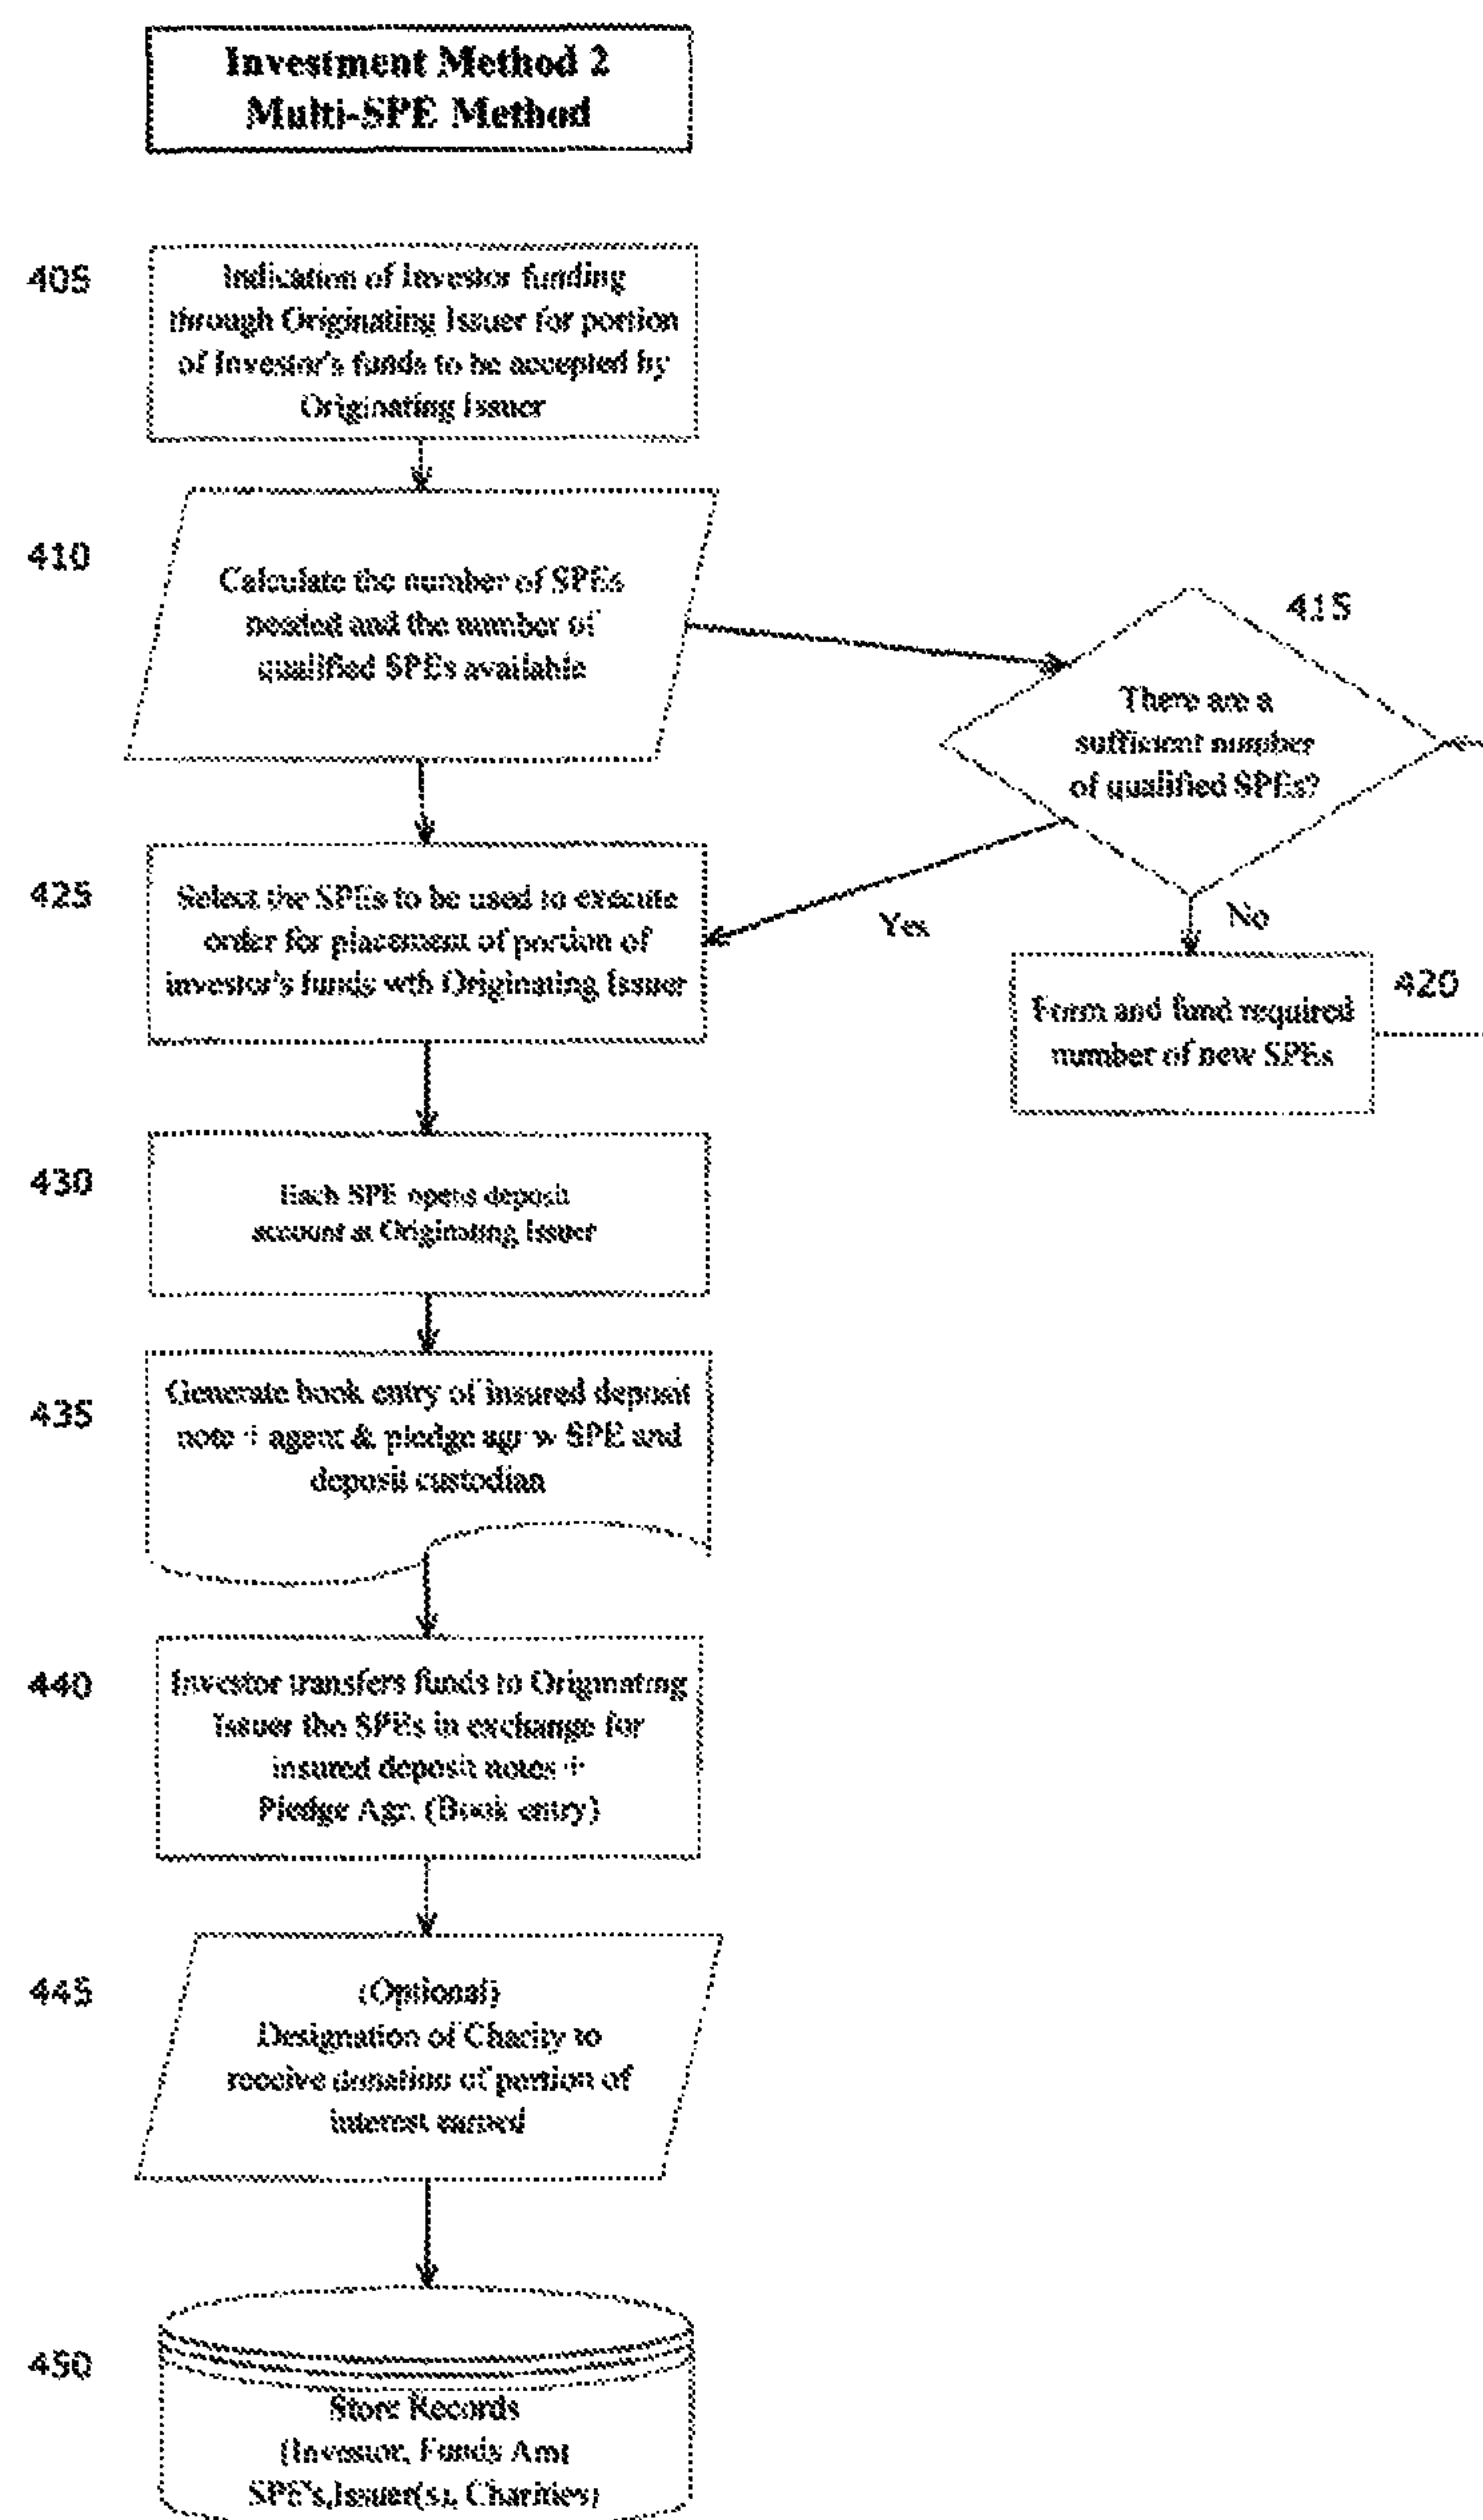 Investment Method 2
Multi-SPE Method
405
Indication of Investor funding
through Originating Issuer for portion
of Investor's funds to be accepted by
Originating Issuer
410
Calculate the number of SPEs
needed and the number of
qualified SPEs available
415
There are a
sufficient number
of qualified SPEs?
Yes
No
420
Form and fund required
number of new SPEs
425
Select the SPEs to be used to execute
order for placement of portion of
investor's funds wth Originating Issuer
430
Each SPE opens deposit
account at Originating Issuer
435
Generate book entry of insured deposit
note + agent & pledge agr w SPE and
deposit custodian
440
Investor transfers funds to Originating
Issuer the SPEs in exchange for
insured deposit notes +
Pledge Agr. (Book entry)
445
(Optional)
Designation of Charity to
receive donation of portion of
interest earned
450
Store Records
(Investor, Funds Amt
SPE's,Issuer(s), Charities)